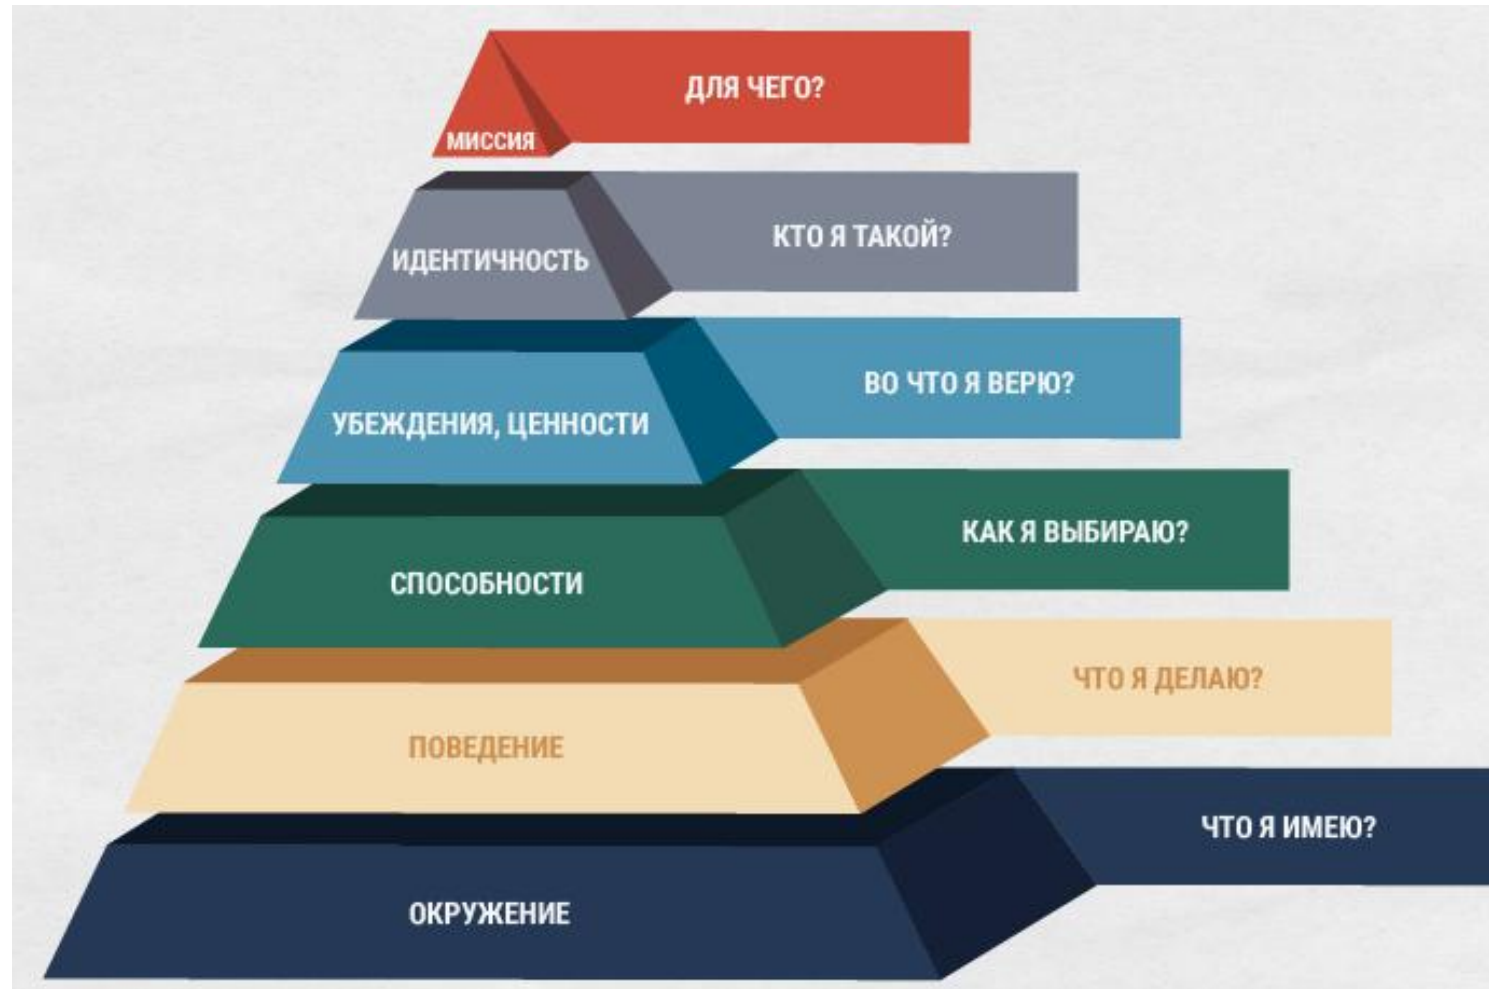 ДЛЯ ЧЕГО?
МИССИЯ
КТО Я ТАКОЙ?
ИДЕНТИЧНОСТЬ
ВО ЧТО Я ВЕРЮ?
УБЕЖДЕНИЯ, ЦЕННОСТИ
КАК Я ВЫБИРАЮ?
СПОСОБНОСТИ
ЧТО Я ДЕЛАЮ?
ПОВЕДЕНИЕ
ЧТО Я ИМЕЮ?
ОКРУЖЕНИЕ